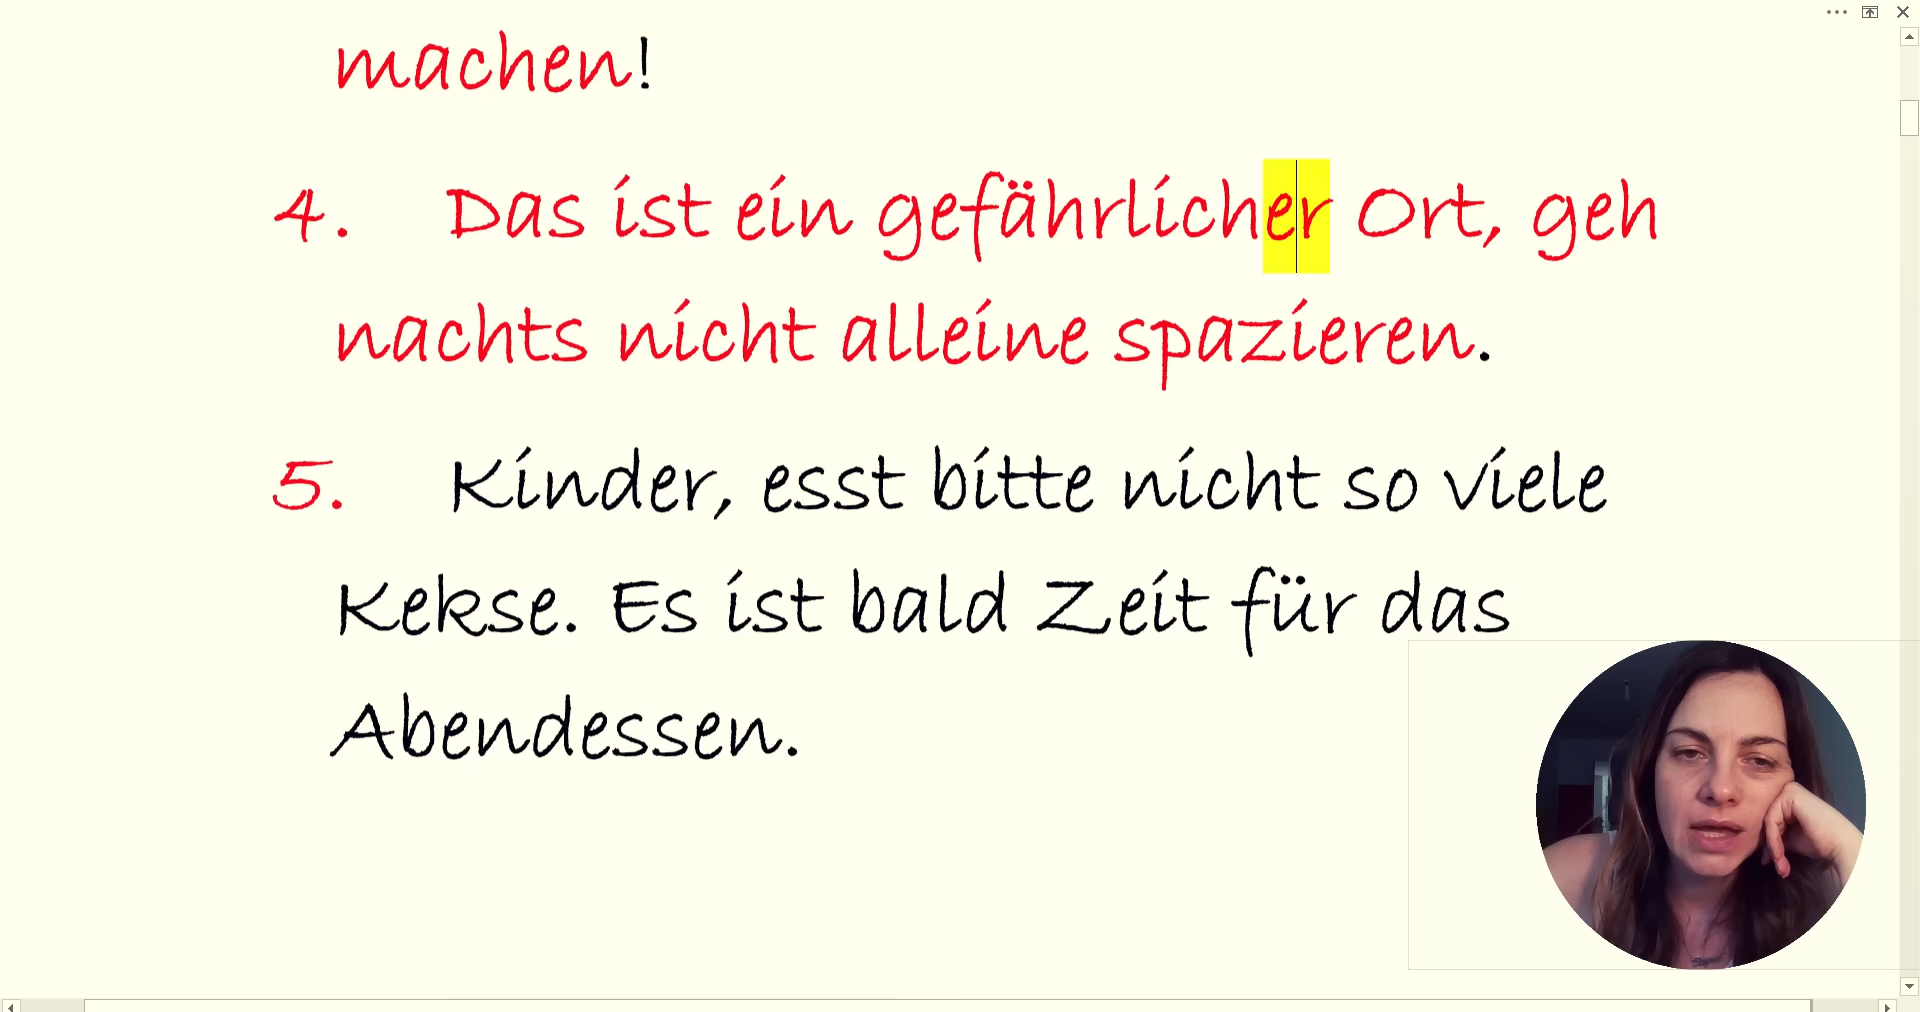 machen!
4. Das ist ein gefährlicher Ort, geh
nachts nicht alleine spazieren.
5. Kinder, esst bitte nicht so viele
Kekse. Es ist bald Zeit für das
Abendessen.